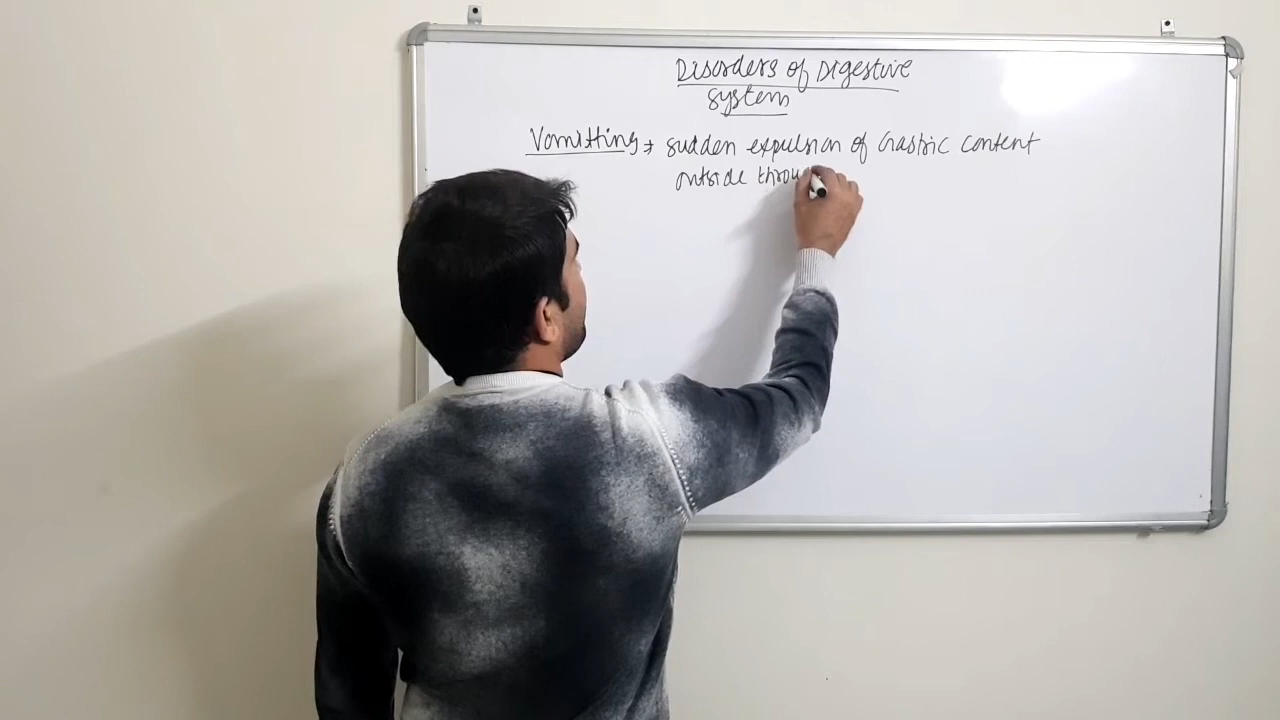 Disorders of Digestive
System
Vomitting → sudden expulsion of Gastric content
outside throu